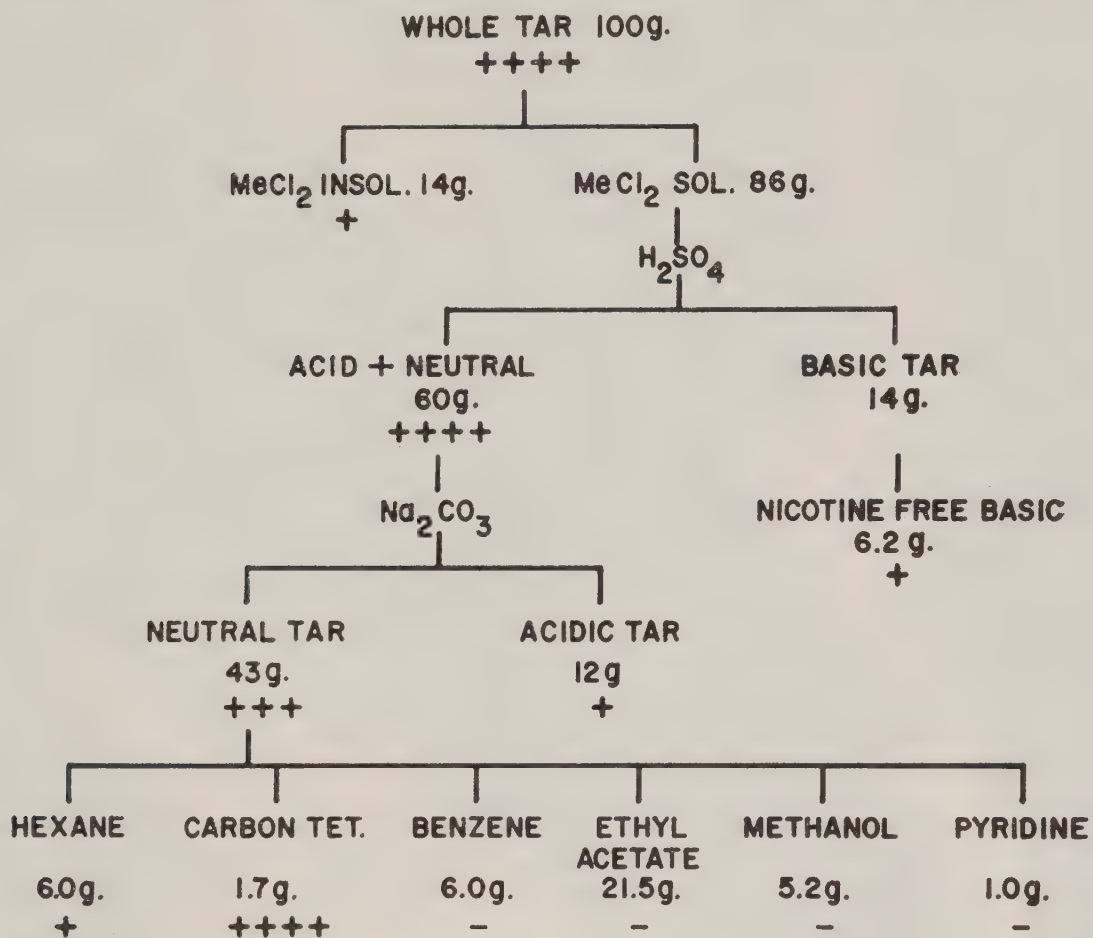 WHOLE TAR 100g.
++++
MeCl₂ INSOL. 14g. MeCl₂ SOL. 86g.
+
H₂SO₄
ACID + NEUTRAL BASIC TAR
60g. 14g.
++++
Na₂CO₃ NICOTINE FREE BASIC
6.2 g.
+
NEUTRAL TAR ACIDIC TAR
43g. 12g
+++ +
HEXANE CARBON TET. BENZENE ETHYL METHANOL PYRIDINE
ACETATE
6.0g. 1.7g. 6.0g. 21.5g. 5.2g. 1.0g.
+ ++++ – – – –